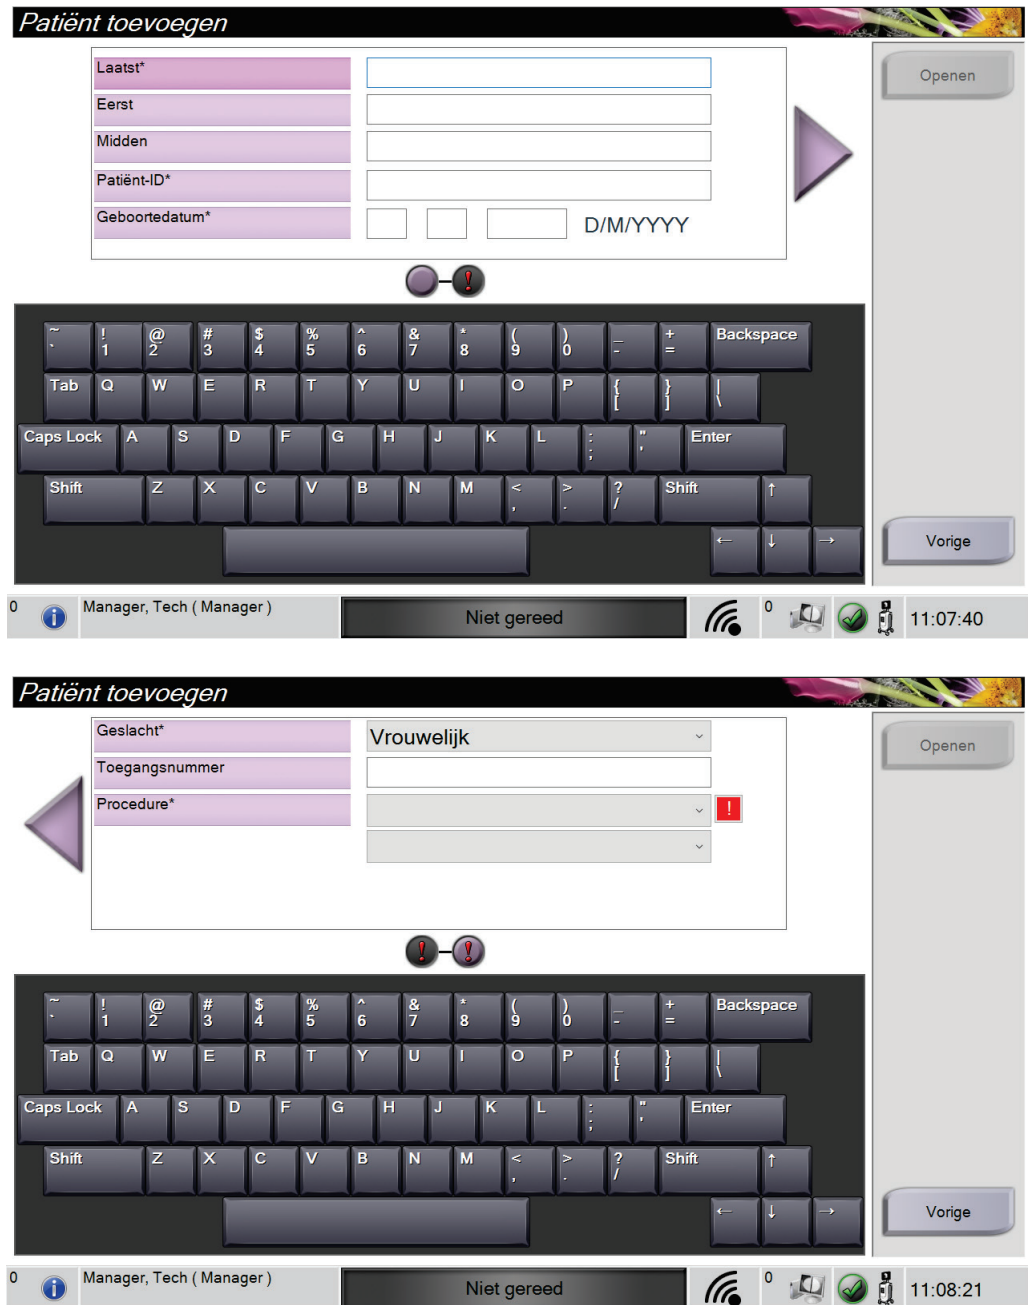 Patiënt toevoegen
Laatst*
Openen
Eerst
Midden
Patiënt-ID*
Geboortedatum*
D/M/YYYY
~ ! @ # $ % ^ & * ( ) _ + Backspace
` 1 2 3 4 5 6 7 8 9 0 - =
Tab Q W E R T Y U I O P { } |
[ ] \
Caps Lock A S D F G H J K L : " Enter
; '
Shift Z X C V B N M < > ? Shift ↑
, . /
← ↓ →
Vorige
0 Manager, Tech ( Manager ) Niet gereed 0 11:07:40
Patiënt toevoegen
Geslacht* Vrouwelijk
Openen
Toegangsnummer
Procedure* !
~ ! @ # $ % ^ & * ( ) _ + Backspace
` 1 2 3 4 5 6 7 8 9 0 - =
Tab Q W E R T Y U I O P { } |
[ ] \
Caps Lock A S D F G H J K L : " Enter
; '
Shift Z X C V B N M < > ? Shift ↑
, . /
← ↓ →
Vorige
0 Manager, Tech ( Manager ) Niet gereed 0 11:08:21